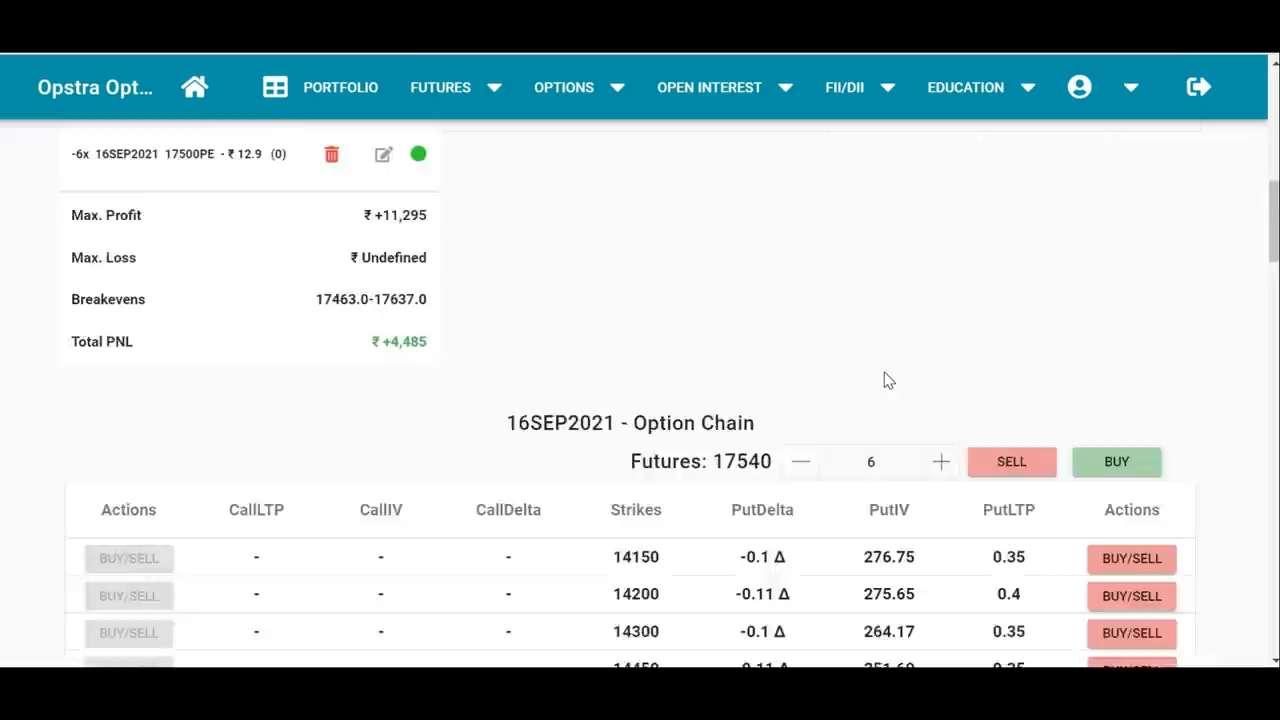 Opstra Opt... PORTFOLIO FUTURES OPTIONS OPEN INTEREST FII/DII EDUCATION
-6x 16SEP2021 17500PE - ₹ 12.9 (0)
Max. Profit ₹ +11,295
Max. Loss ₹ Undefined
Breakevens 17463.0-17637.0
Total PNL ₹ +4,485
16SEP2021 - Option Chain
Futures: 17540 — 6 + SELL BUY
Actions CallLTP CallIV CallDelta Strikes PutDelta PutIV PutLTP Actions
BUY/SELL - - - 14150 -0.1 Δ 276.75 0.35 BUY/SELL
BUY/SELL - - - 14200 -0.11 Δ 275.65 0.4 BUY/SELL
BUY/SELL - - - 14300 -0.1 Δ 264.17 0.35 BUY/SELL